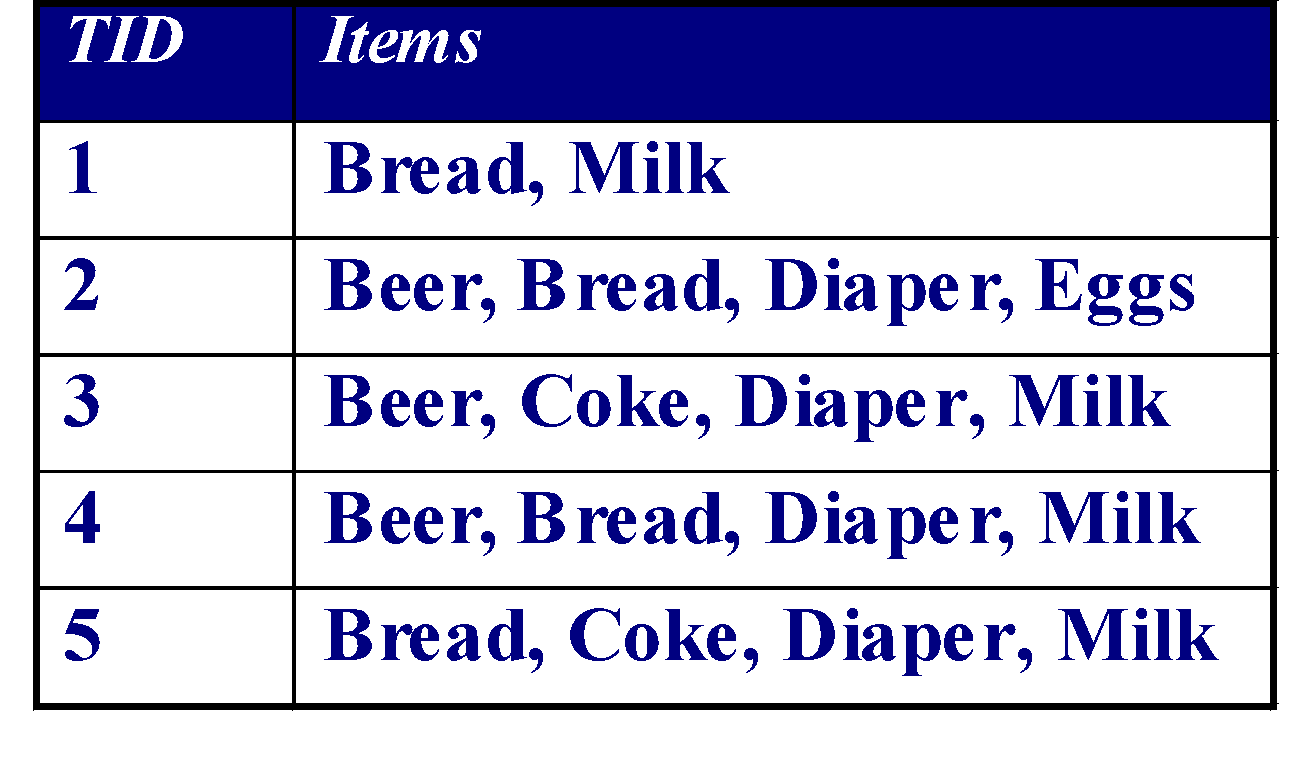 TID Items
1 Bread, Milk
2 Beer, Bread, Diaper, Eggs
3 Beer, Coke, Diaper, Milk
4 Beer, Bread, Diaper, Milk
5 Bread, Coke, Diaper, Milk